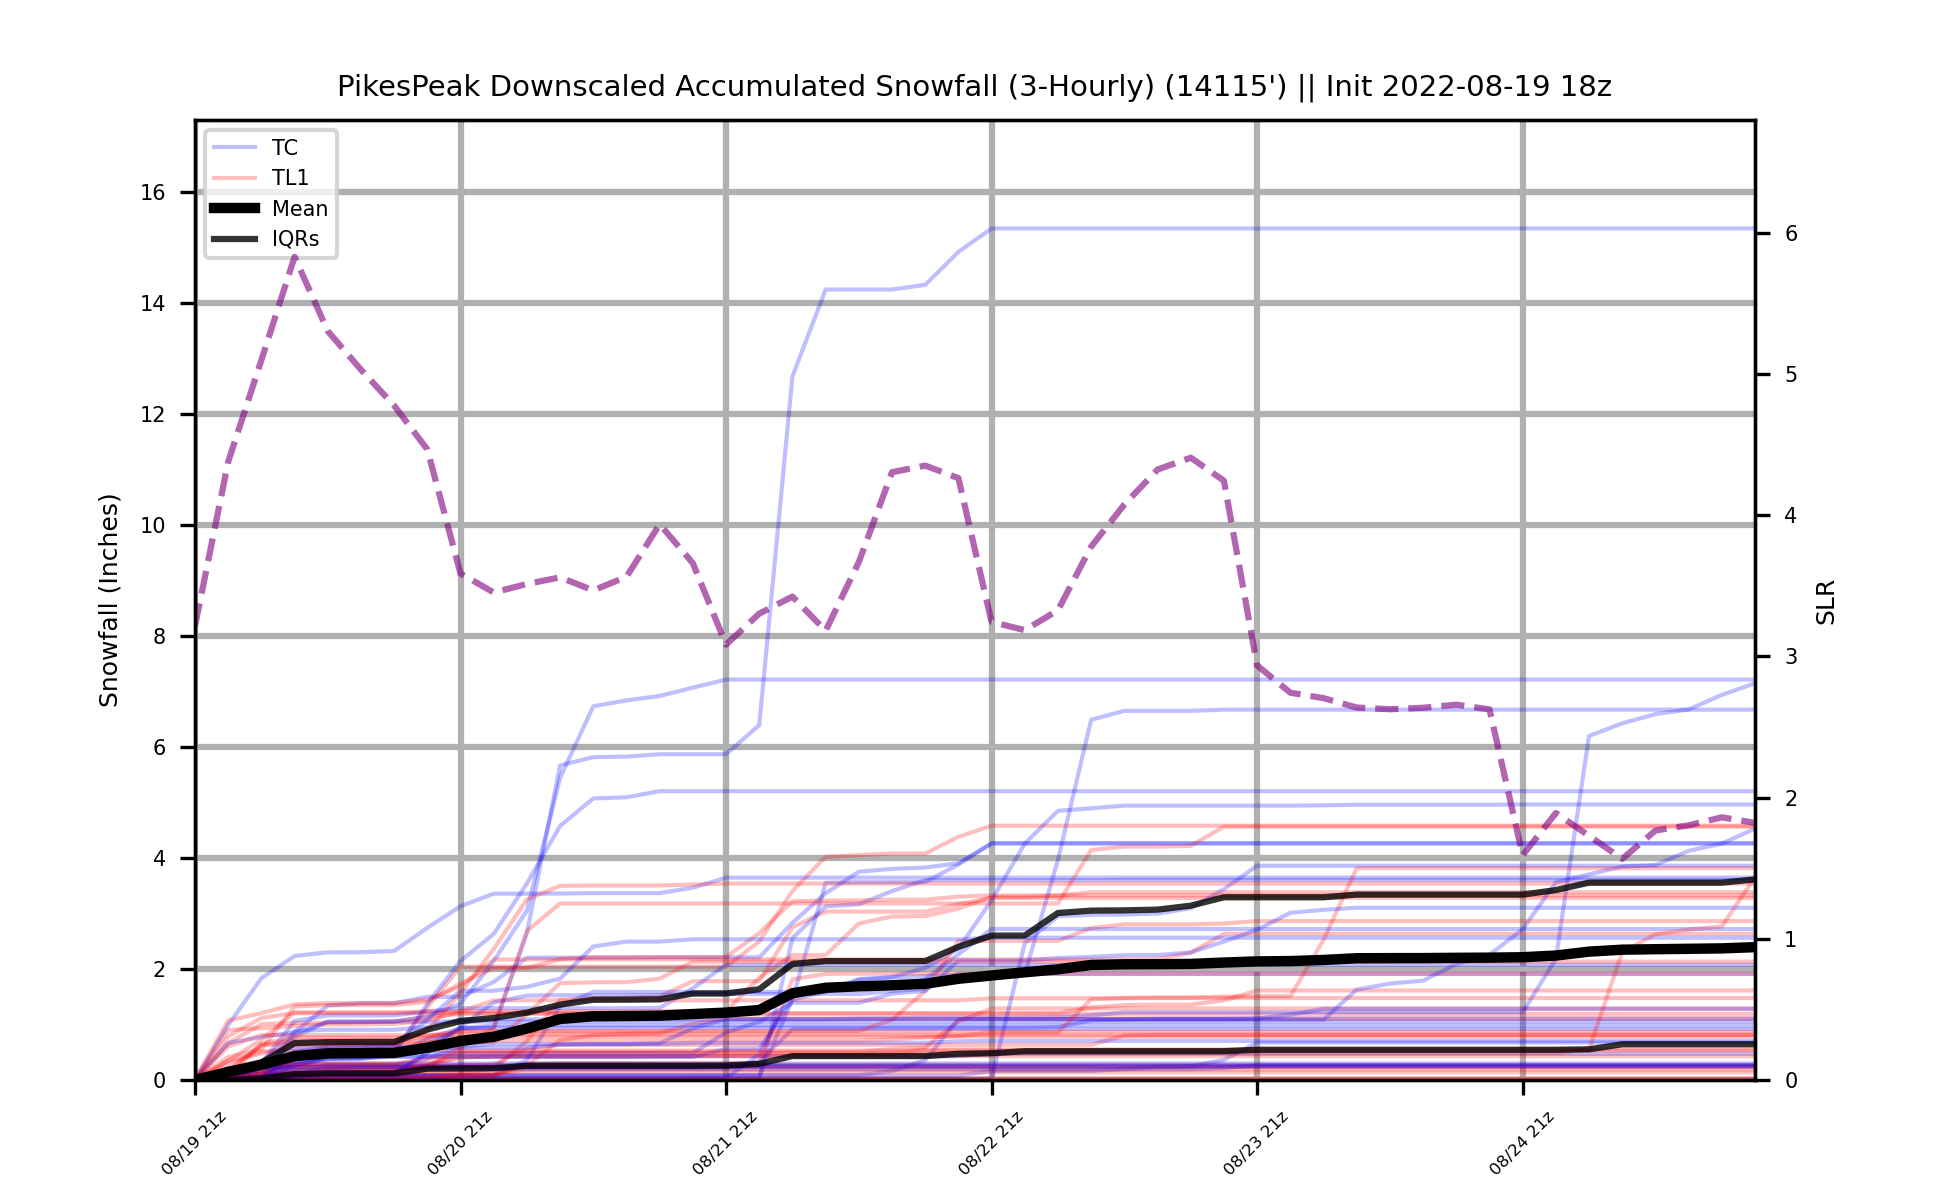 PikesPeak Downscaled Accumulated Snowfall (3-Hourly) (14115') || Init 2022-08-19 18z
TC
TL1
Mean
IQRs
Snowfall (Inches)
16
14
12
10
8
6
4
2
0
SLR
6
5
4
3
2
1
0
08/19 21z
08/20 21z
08/21 21z
08/22 21z
08/23 21z
08/24 21z